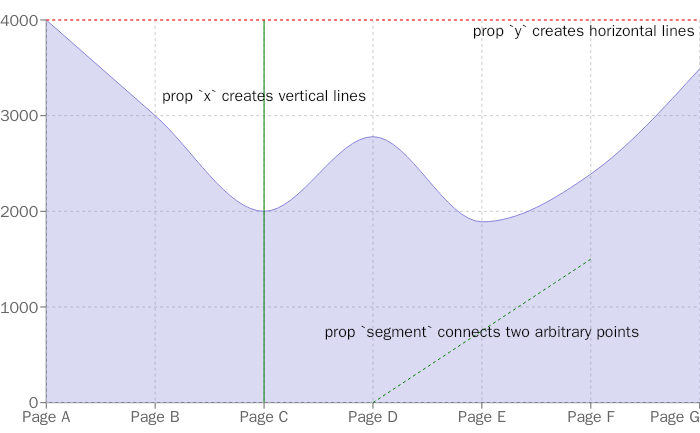 4000
prop `y` creates horizontal lines
prop `x` creates vertical lines
3000
2000
1000
prop `segment` connects two arbitrary points
0
Page A Page B Page C Page D Page E Page F Page G